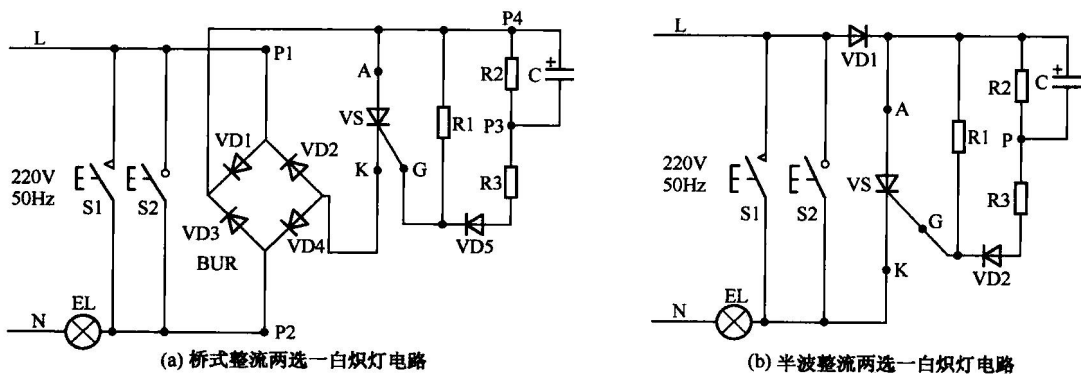 L
P1
P4
A
R2
C
+
VS
R1
P3
VD1
VD2
K
G
R3
220V
50Hz
S1
S2
VD3
VD4
VD5
BUR
EL
N
P2
(a) 桥式整流两选一白炽灯电路
L
VD1
R2
C
+
A
R1
P
220V
50Hz
S1
S2
VS
R3
G
VD2
K
EL
N
(b) 半波整流两选一白炽灯电路